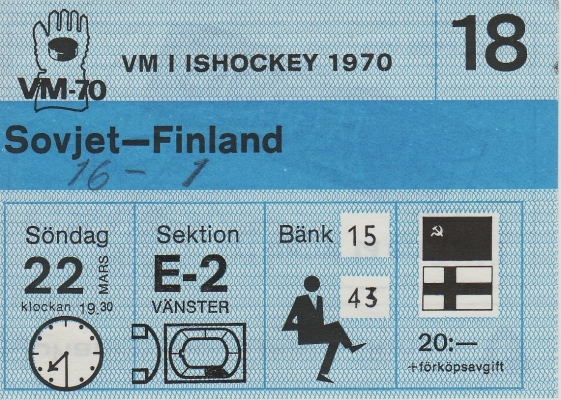 VM-70
VM I ISHOCKEY 1970
18
Sovjet—Finland
16 - 1
Söndag
22 MARS
klockan 19.30
Sektion
E-2
VÄNSTER
Bänk 15
43
20:—
+förköpsavgift